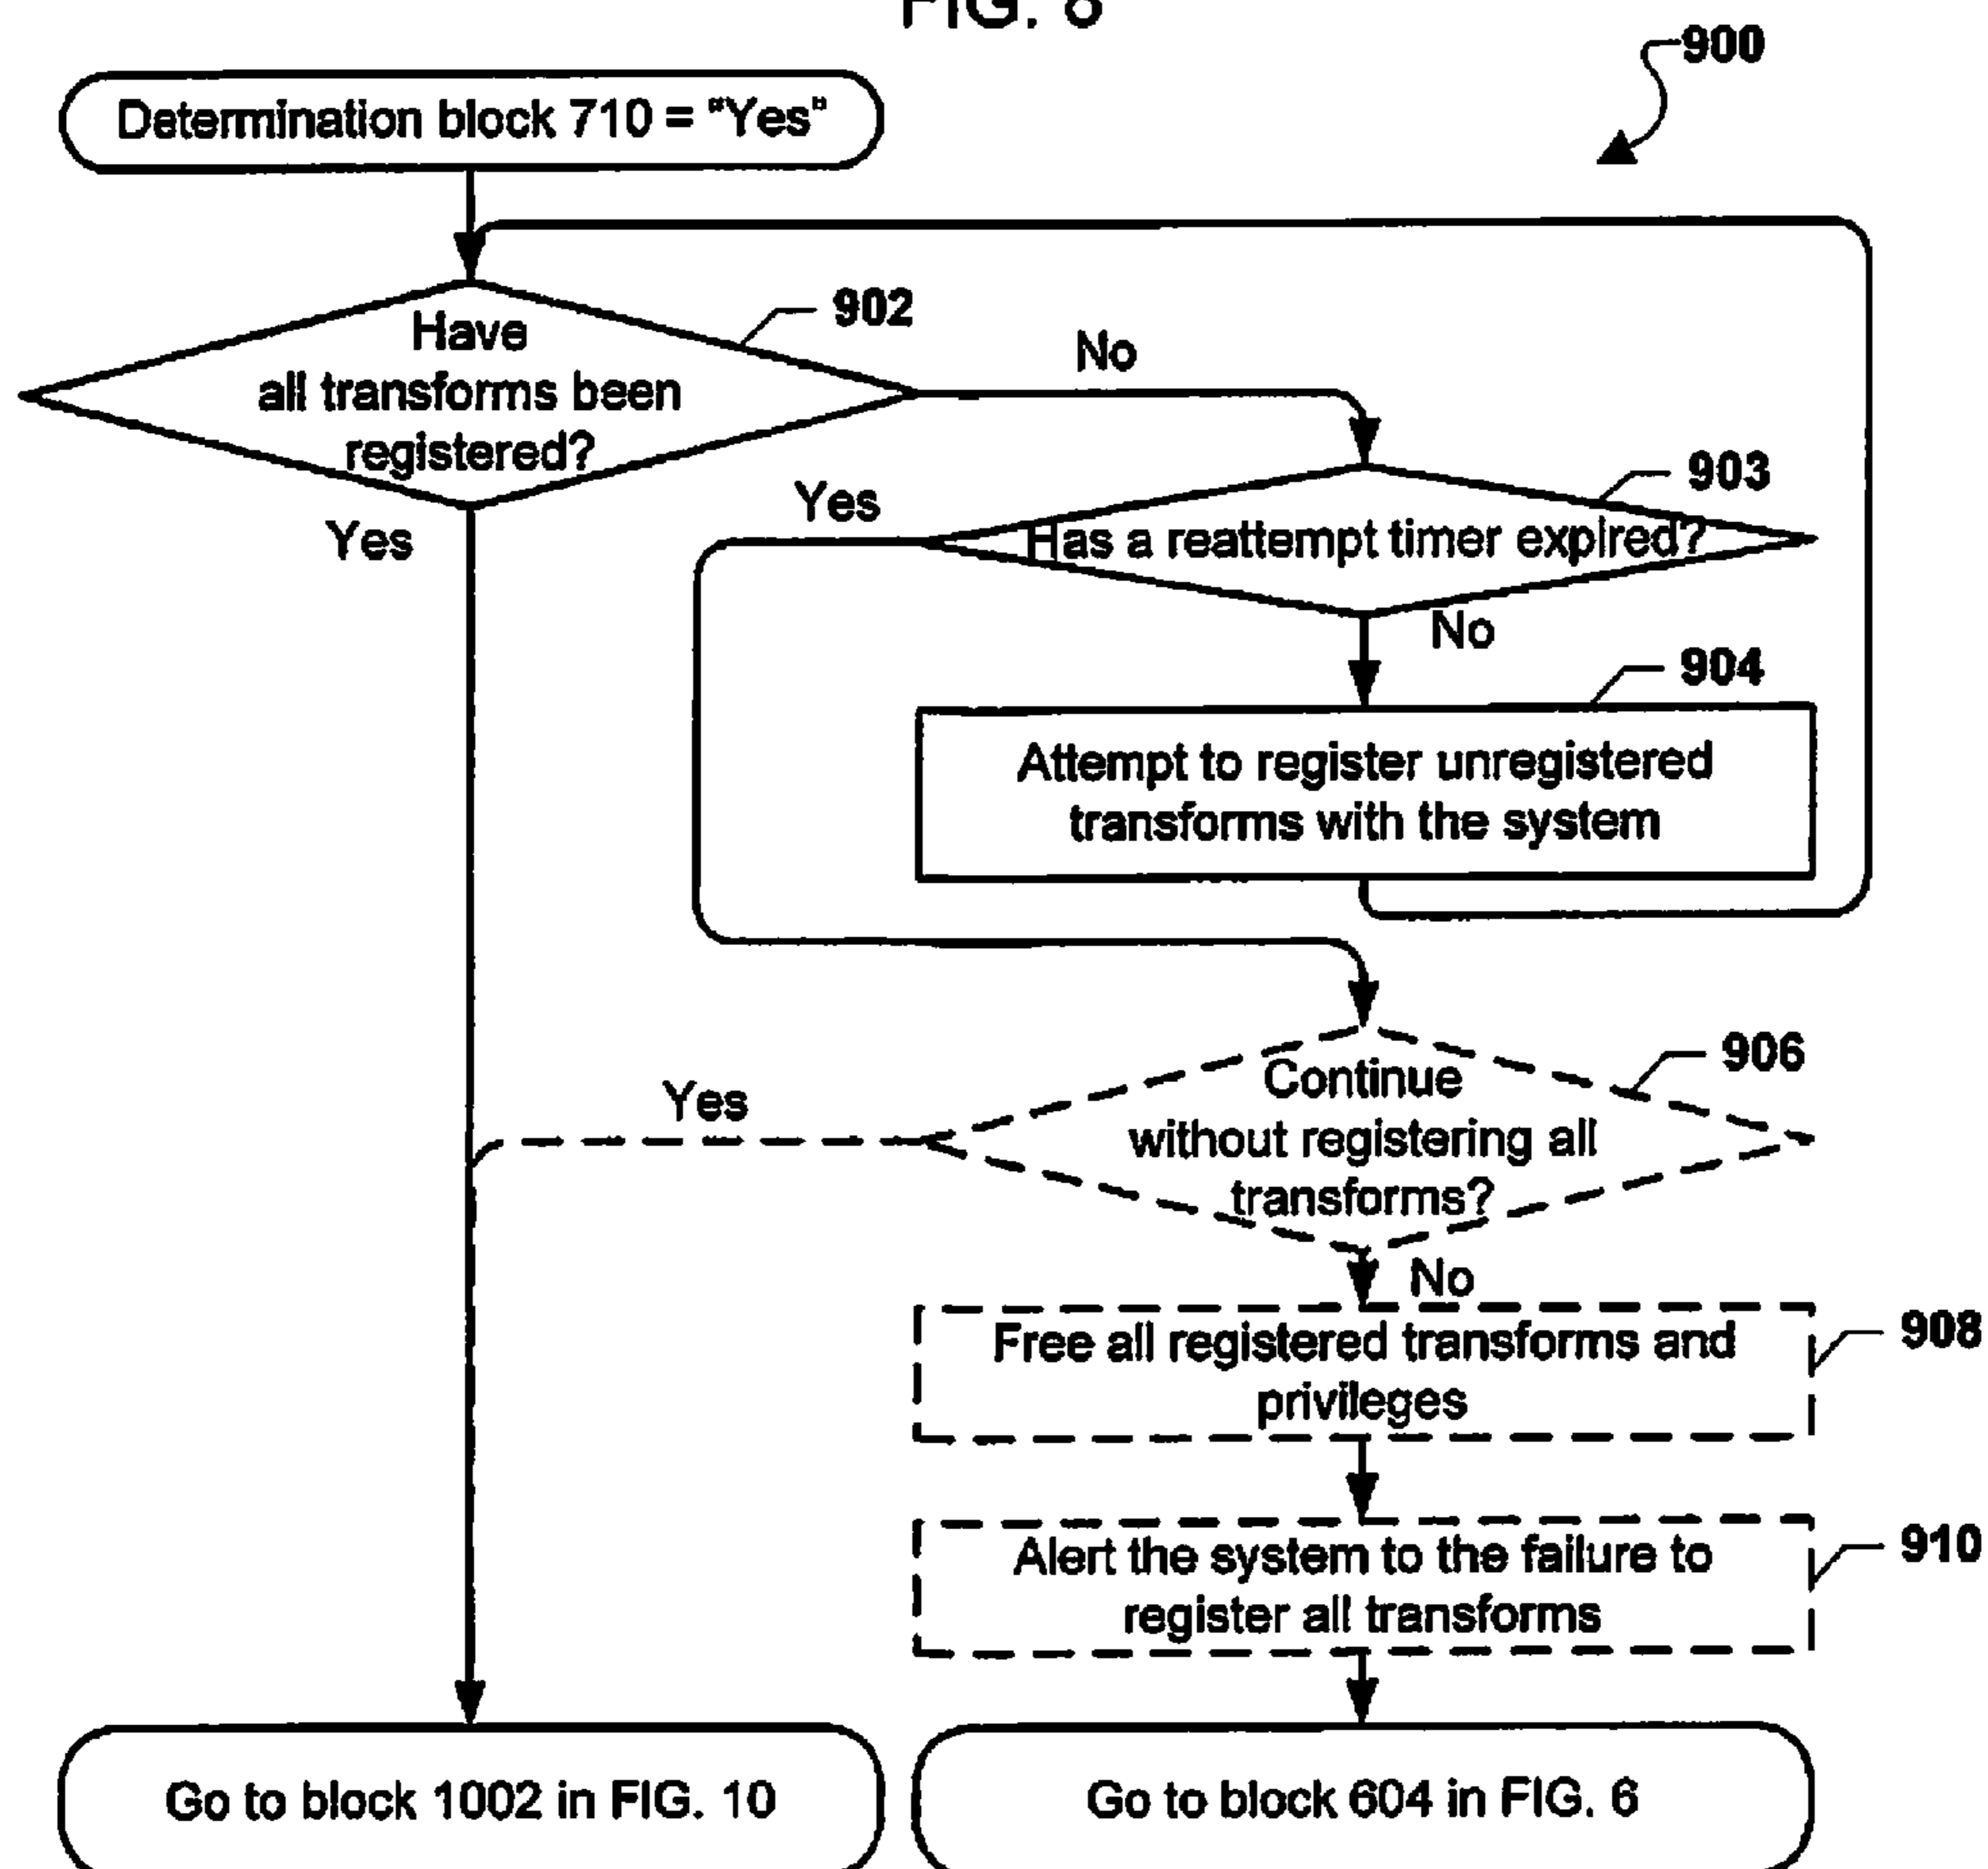 FIG. 8
900
Determination block 710 = "Yes"
902
Have
all transforms been
registered?
No
Yes
903
Has a reattempt timer expired?
Yes
No
904
Attempt to register unregistered
transforms with the system
906
Continue
without registering all
transforms?
Yes
No
908
Free all registered transforms and
privileges
910
Alert the system to the failure to
register all transforms
Go to block 1002 in FIG. 10
Go to block 604 in FIG. 6